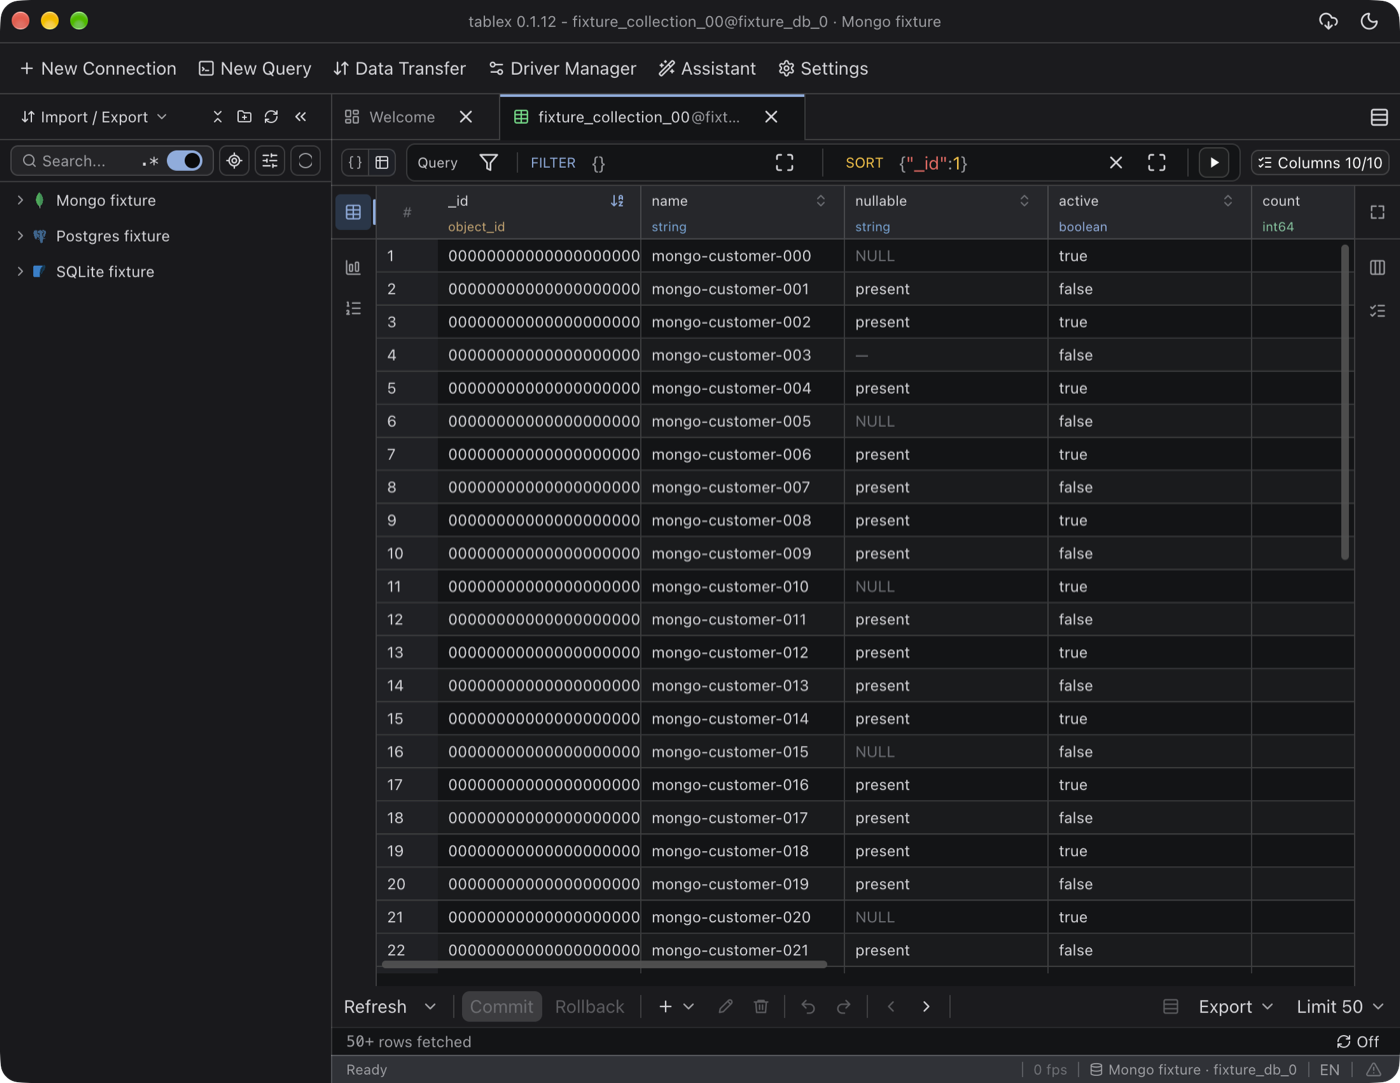 tablex 0.1.12 - fixture_collection_00@fixture_db_0 · Mongo fixture
New Connection New Query Data Transfer Driver Manager Assistant Settings
Import / Export
Welcome fixture_collection_00@fixt...
Search... .*
Query FILTER {} SORT {"_id":1} Columns 10/10
Mongo fixture
Postgres fixture
SQLite fixture
# _id name nullable active count
object_id string string boolean int64
1 00000000000000000000 mongo-customer-000 NULL true
2 00000000000000000000 mongo-customer-001 present false
3 00000000000000000000 mongo-customer-002 present true
4 00000000000000000000 mongo-customer-003 — false
5 00000000000000000000 mongo-customer-004 present true
6 00000000000000000000 mongo-customer-005 NULL false
7 00000000000000000000 mongo-customer-006 present true
8 00000000000000000000 mongo-customer-007 present false
9 00000000000000000000 mongo-customer-008 present true
10 00000000000000000000 mongo-customer-009 present false
11 00000000000000000000 mongo-customer-010 NULL true
12 00000000000000000000 mongo-customer-011 present false
13 00000000000000000000 mongo-customer-012 present true
14 00000000000000000000 mongo-customer-013 present false
15 00000000000000000000 mongo-customer-014 present true
16 00000000000000000000 mongo-customer-015 NULL false
17 00000000000000000000 mongo-customer-016 present true
18 00000000000000000000 mongo-customer-017 present false
19 00000000000000000000 mongo-customer-018 present true
20 00000000000000000000 mongo-customer-019 present false
21 00000000000000000000 mongo-customer-020 NULL true
22 00000000000000000000 mongo-customer-021 present false
Refresh Commit Rollback Export Limit 50
50+ rows fetched Off
Ready 0 fps Mongo fixture · fixture_db_0 EN